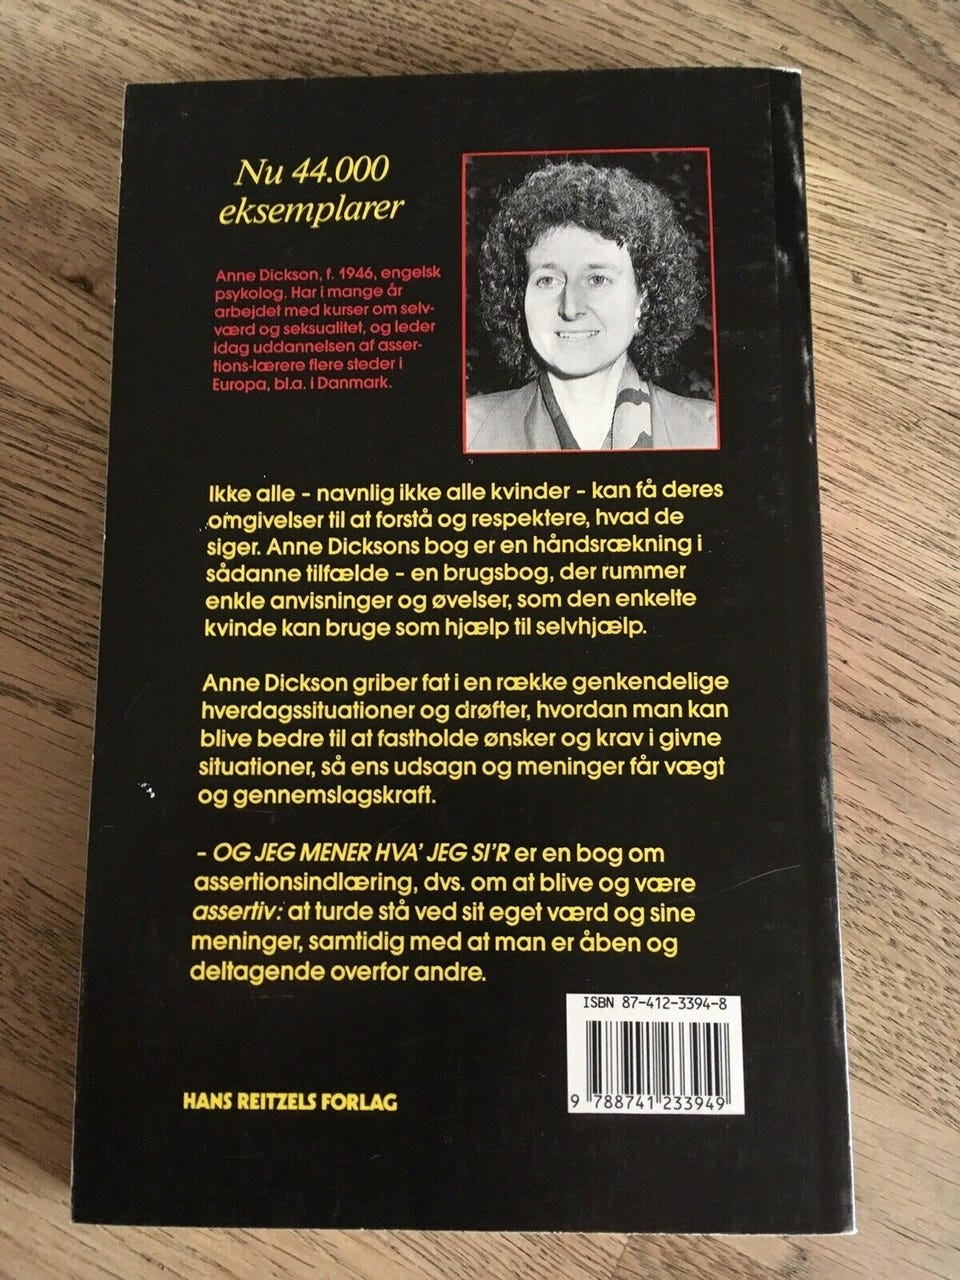 Nu 44.000
eksemplarer
Anne Dickson, f. 1946, engelsk
psykolog. Har i mange år
arbejdet med kurser om selv-
værd og seksualitet, og leder
idag uddannelsen af asser-
tions-lærere flere steder i
Europa, bl.a. i Danmark.
Ikke alle – navnlig ikke alle kvinder – kan få deres
omgivelser til at forstå og respektere, hvad de
siger. Anne Dicksons bog er en håndsrækning i
sådanne tilfælde – en brugsbog, der rummer
enkle anvisninger og øvelser, som den enkelte
kvinde kan bruge som hjælp til selvhjælp.
Anne Dickson griber fat i en række genkendelige
hverdagssituationer og drøfter, hvordan man kan
blive bedre til at fastholde ønsker og krav i givne
situationer, så ens udsagn og meninger får vægt
og gennemslagskraft.
– OG JEG MENER HVA' JEG SI'R er en bog om
assertionsindlæring, dvs. om at blive og være
assertiv: at turde stå ved sit eget værd og sine
meninger, samtidig med at man er åben og
deltagende overfor andre.
ISBN 87-412-3394-8
9 788741 233949
HANS REITZELS FORLAG